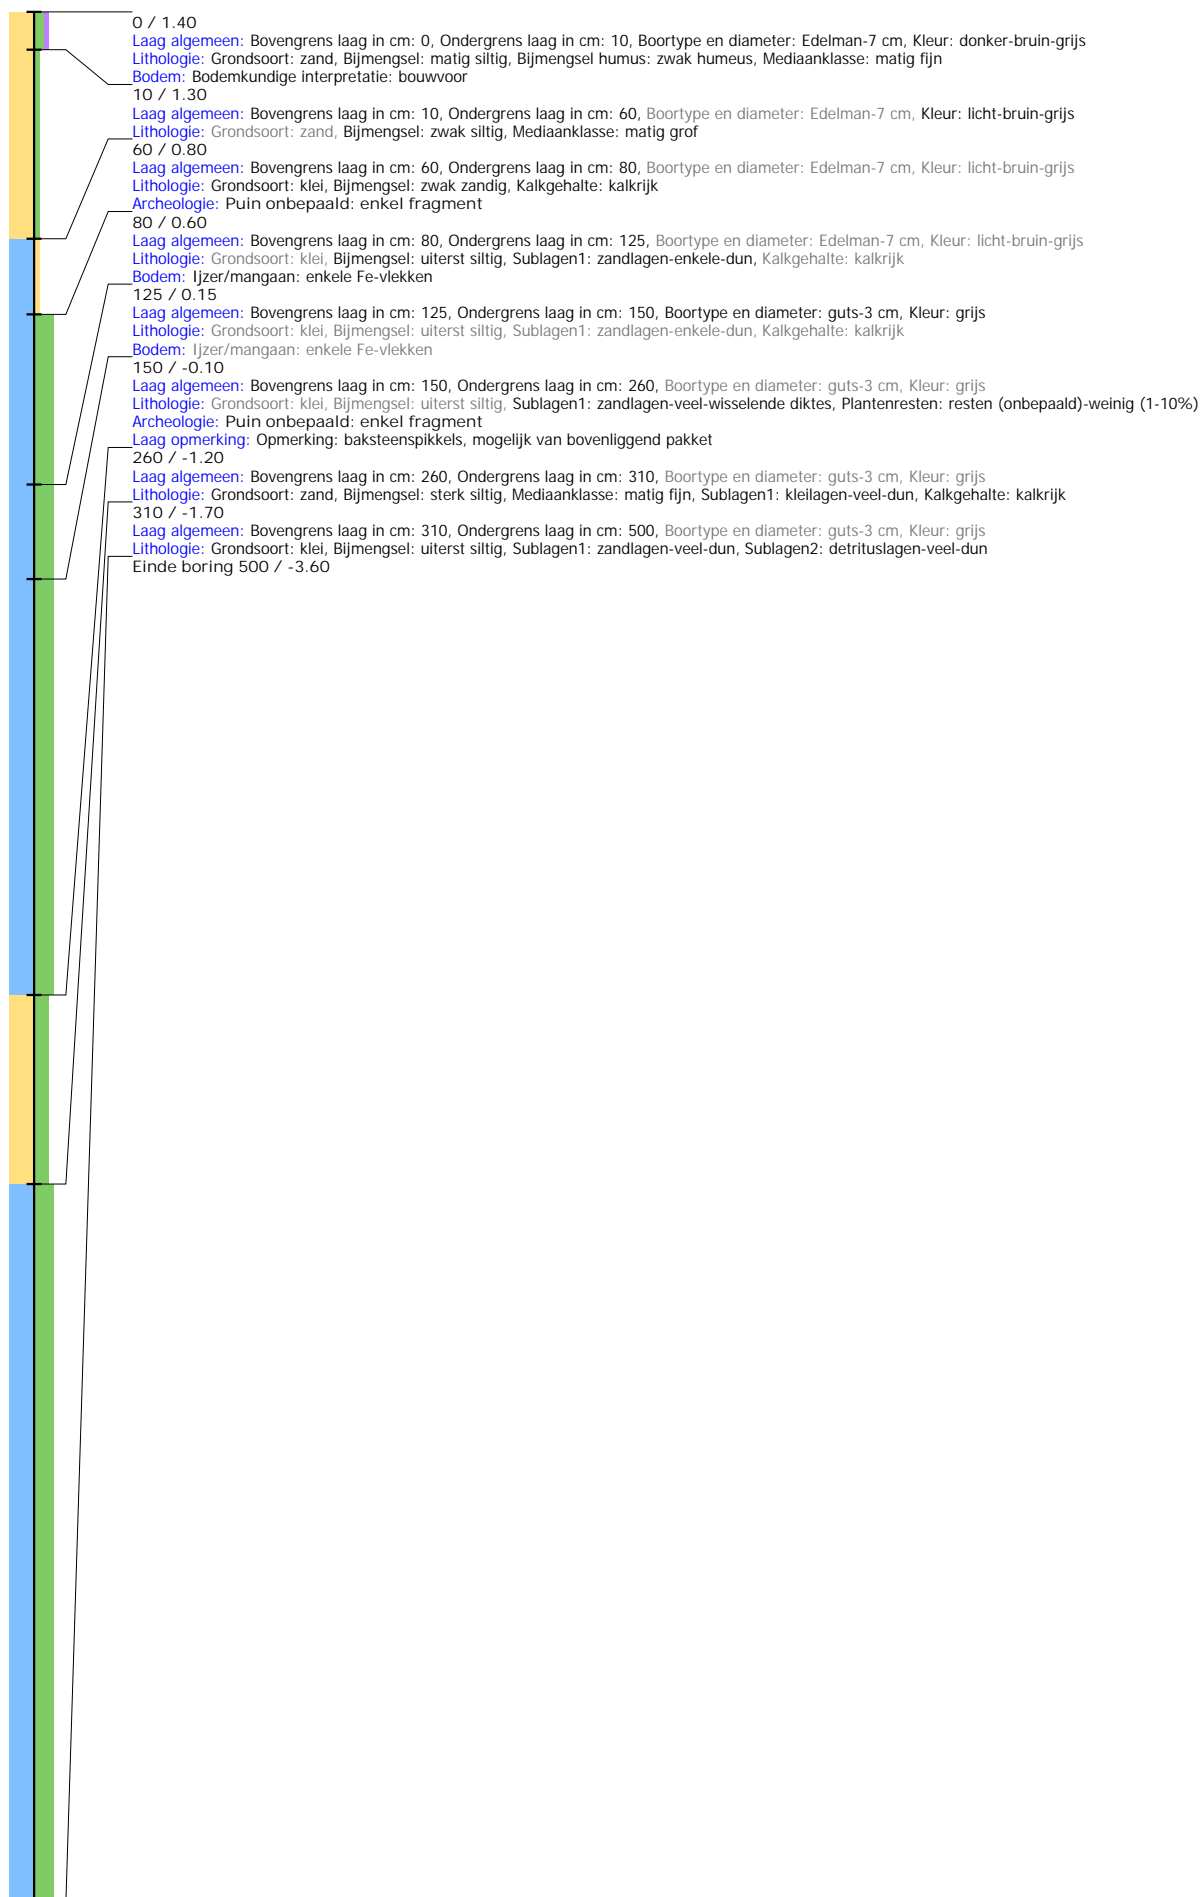 0 / 1.40
Laag algemeen: Bovengrens laag in cm: 0, Ondergrens laag in cm: 10, Boortype en diameter: Edelman-7 cm, Kleur: donker-bruin-grijs
Lithologie: Grondsoort: zand, Bijmengsel: matig siltig, Bijmengsel humus: zwak humeus, Mediaanklasse: matig fijn
Bodem: Bodemkundige interpretatie: bouwvoor
10 / 1.30
Laag algemeen: Bovengrens laag in cm: 10, Ondergrens laag in cm: 60, Boortype en diameter: Edelman-7 cm, Kleur: licht-bruin-grijs
Lithologie: Grondsoort: zand, Bijmengsel: zwak siltig, Mediaanklasse: matig grof
60 / 0.80
Laag algemeen: Bovengrens laag in cm: 60, Ondergrens laag in cm: 80, Boortype en diameter: Edelman-7 cm, Kleur: licht-bruin-grijs
Lithologie: Grondsoort: klei, Bijmengsel: zwak zandig, Kalkgehalte: kalkrijk
Archeologie: Puin onbepaald: enkel fragment
80 / 0.60
Laag algemeen: Bovengrens laag in cm: 80, Ondergrens laag in cm: 125, Boortype en diameter: Edelman-7 cm, Kleur: licht-bruin-grijs
Lithologie: Grondsoort: klei, Bijmengsel: uiterst siltig, Sublagen1: zandlagen-enkele-dun, Kalkgehalte: kalkrijk
Bodem: Ijzer/mangaan: enkele Fe-vlekken
125 / 0.15
Laag algemeen: Bovengrens laag in cm: 125, Ondergrens laag in cm: 150, Boortype en diameter: guts-3 cm, Kleur: grijs
Lithologie: Grondsoort: klei, Bijmengsel: uiterst siltig, Sublagen1: zandlagen-enkele-dun, Kalkgehalte: kalkrijk
Bodem: Ijzer/mangaan: enkele Fe-vlekken
150 / -0.10
Laag algemeen: Bovengrens laag in cm: 150, Ondergrens laag in cm: 260, Boortype en diameter: guts-3 cm, Kleur: grijs
Lithologie: Grondsoort: klei, Bijmengsel: uiterst siltig, Sublagen1: zandlagen-veel-wisselende diktes, Plantenresten: resten (onbepaald)-weinig (1-10%)
Archeologie: Puin onbepaald: enkel fragment
Laag opmerking: Opmerking: baksteenspikkels, mogelijk van bovenliggend pakket
260 / -1.20
Laag algemeen: Bovengrens laag in cm: 260, Ondergrens laag in cm: 310, Boortype en diameter: guts-3 cm, Kleur: grijs
Lithologie: Grondsoort: zand, Bijmengsel: sterk siltig, Mediaanklasse: matig fijn, Sublagen1: kleilagen-veel-dun, Kalkgehalte: kalkrijk
310 / -1.70
Laag algemeen: Bovengrens laag in cm: 310, Ondergrens laag in cm: 500, Boortype en diameter: guts-3 cm, Kleur: grijs
Lithologie: Grondsoort: klei, Bijmengsel: uiterst siltig, Sublagen1: zandlagen-veel-dun, Sublagen2: detrituslagen-veel-dun
Einde boring 500 / -3.60